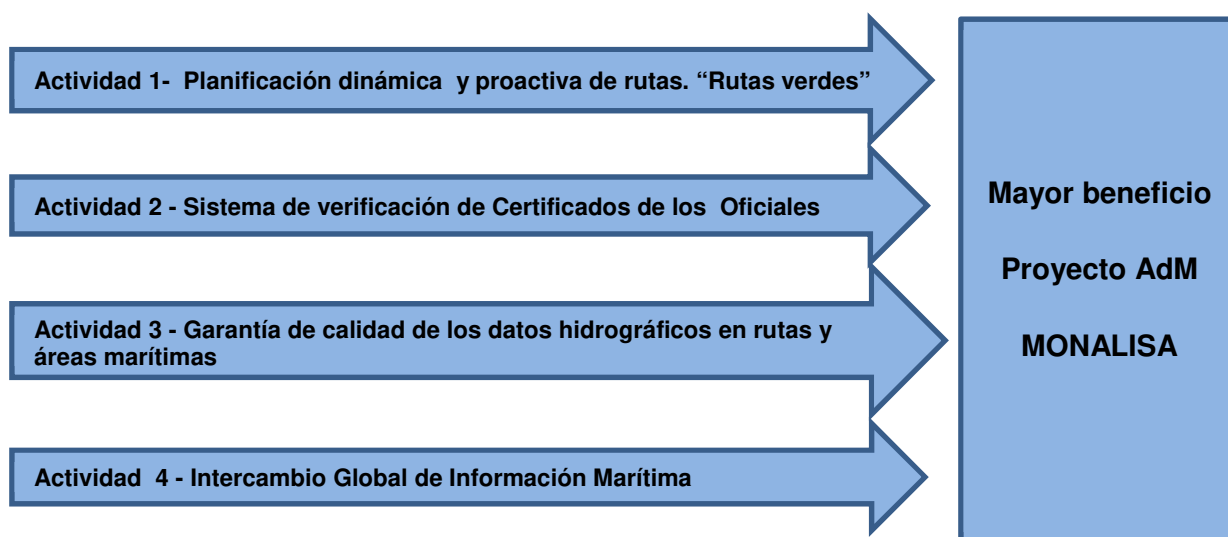 Actividad 1- Planificación dinámica y proactiva de rutas. “Rutas verdes”
Actividad 2 - Sistema de verificación de Certificados de los Oficiales
Actividad 3 - Garantía de calidad de los datos hidrográficos en rutas y
áreas marítimas
Actividad 4 - Intercambio Global de Información Marítima
Mayor beneficio
Proyecto AdM
MONALISA